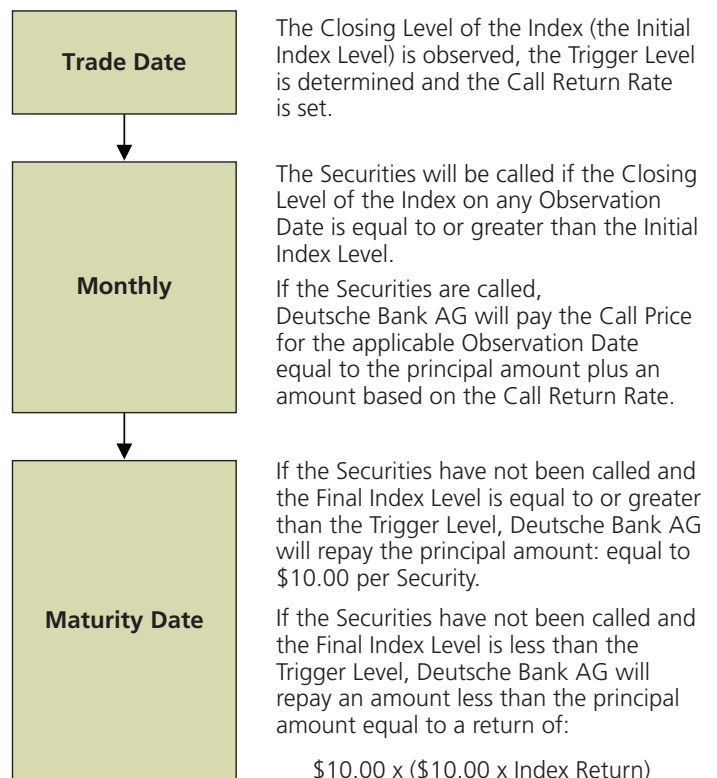 Trade Date
The Closing Level of the Index (the Initial
Index Level) is observed, the Trigger Level
is determined and the Call Return Rate
is set.
Monthly
The Securities will be called if the Closing
Level of the Index on any Observation
Date is equal to or greater than the Initial
Index Level.
If the Securities are called,
Deutsche Bank AG will pay the Call Price
for the applicable Observation Date
equal to the principal amount plus an
amount based on the Call Return Rate.
Maturity Date
If the Securities have not been called and
the Final Index Level is equal to or greater
than the Trigger Level, Deutsche Bank AG
will repay the principal amount: equal to
$10.00 per Security.
If the Securities have not been called and
the Final Index Level is less than the
Trigger Level, Deutsche Bank AG will
repay an amount less than the principal
amount equal to a return of:
$10.00 x ($10.00 x Index Return)